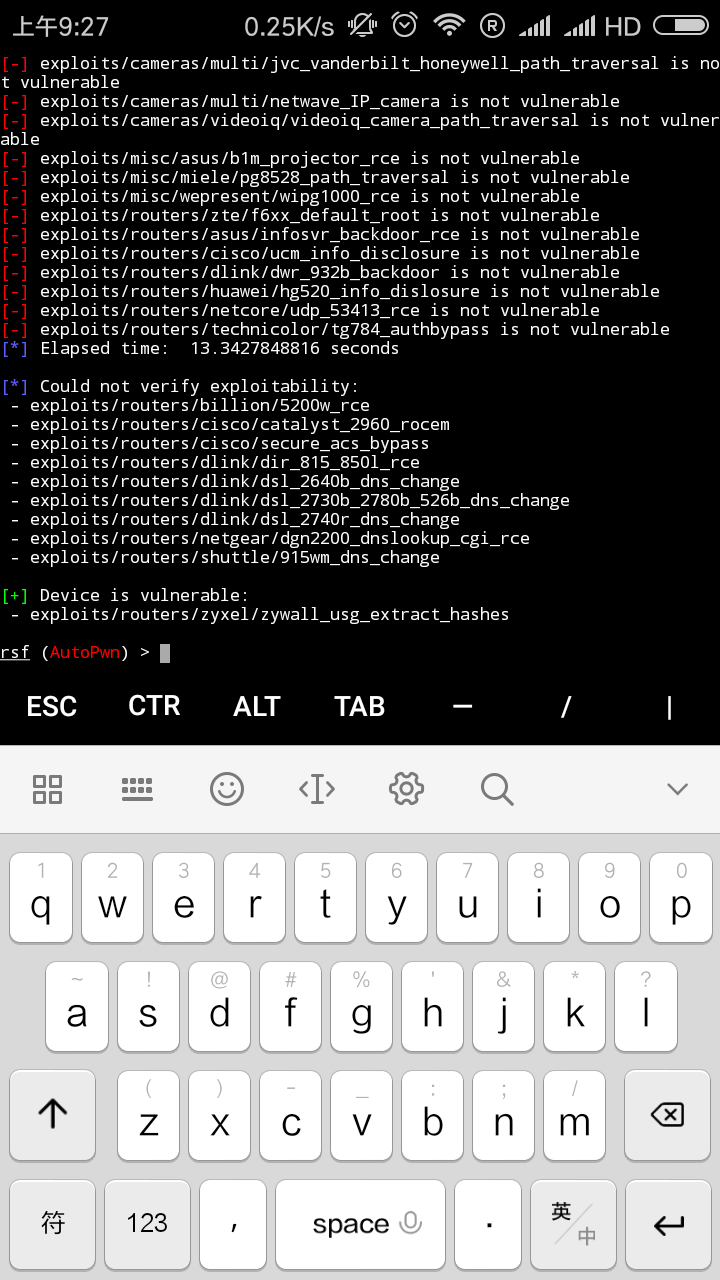 上午9:27 0.25K/s R HD
[-] exploits/cameras/multi/jvc_vanderbilt_honeywell_path_traversal is no
t vulnerable
[-] exploits/cameras/multi/netwave_IP_camera is not vulnerable
[-] exploits/cameras/videoiq/videoiq_camera_path_traversal is not vulner
able
[-] exploits/misc/asus/b1m_projector_rce is not vulnerable
[-] exploits/misc/miele/pg8528_path_traversal is not vulnerable
[-] exploits/misc/wepresent/wipg1000_rce is not vulnerable
[-] exploits/routers/zte/f6xx_default_root is not vulnerable
[-] exploits/routers/asus/infosvr_backdoor_rce is not vulnerable
[-] exploits/routers/cisco/ucm_info_disclosure is not vulnerable
[-] exploits/routers/dlink/dwr_932b_backdoor is not vulnerable
[-] exploits/routers/huawei/hg520_info_dislosure is not vulnerable
[-] exploits/routers/netcore/udp_53413_rce is not vulnerable
[-] exploits/routers/technicolor/tg784_authbypass is not vulnerable
[*] Elapsed time:  13.3427848816 seconds
[*] Could not verify exploitability:
 - exploits/routers/billion/5200w_rce
 - exploits/routers/cisco/catalyst_2960_rocem
 - exploits/routers/cisco/secure_acs_bypass
 - exploits/routers/dlink/dir_815_850l_rce
 - exploits/routers/dlink/dsl_2640b_dns_change
 - exploits/routers/dlink/dsl_2730b_2780b_526b_dns_change
 - exploits/routers/dlink/dsl_2740r_dns_change
 - exploits/routers/netgear/dgn2200_dnslookup_cgi_rce
 - exploits/routers/shuttle/915wm_dns_change
[+] Device is vulnerable:
 - exploits/routers/zyxel/zywall_usg_extract_hashes
rsf (AutoPwn) >
ESC CTR ALT TAB — / |
1 2 3 4 5 6 7 8 9 0
q w e r t y u i o p
~ ! @ # % ' & * ?
a s d f g h j k l
( ) - _ : ; /
z x c v b n m
符 123 , space . 英/中